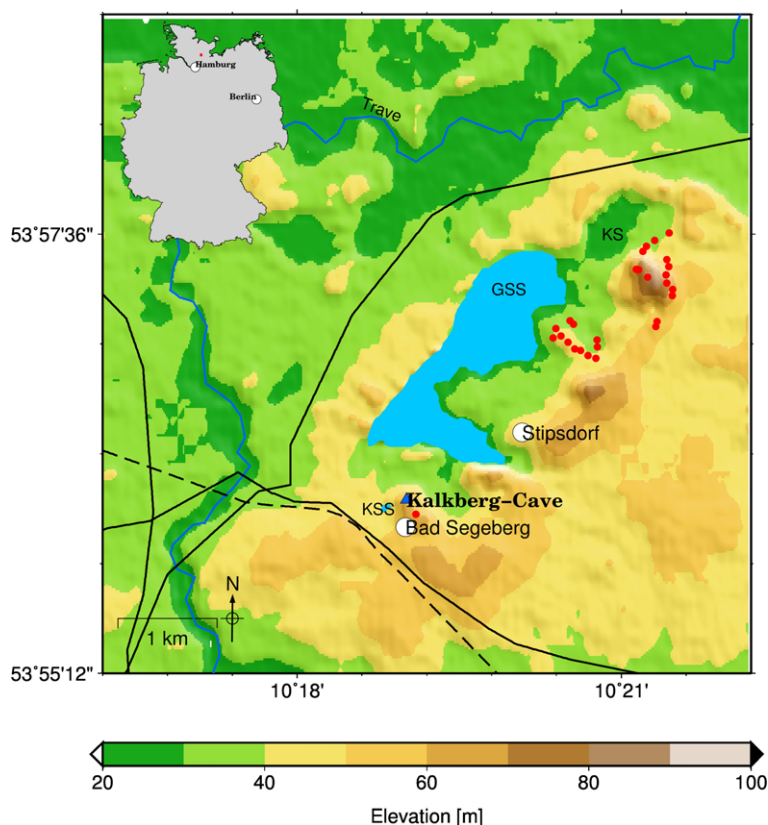 Hamburg
Berlin
Trave
53°57'36"
KS
GSS
Stipsdorf
Kalkberg-Cave
KSS
Bad Segeberg
N
1 km
53°55'12"
10°18'
10°21'
20 40 60 80 100
Elevation [m]